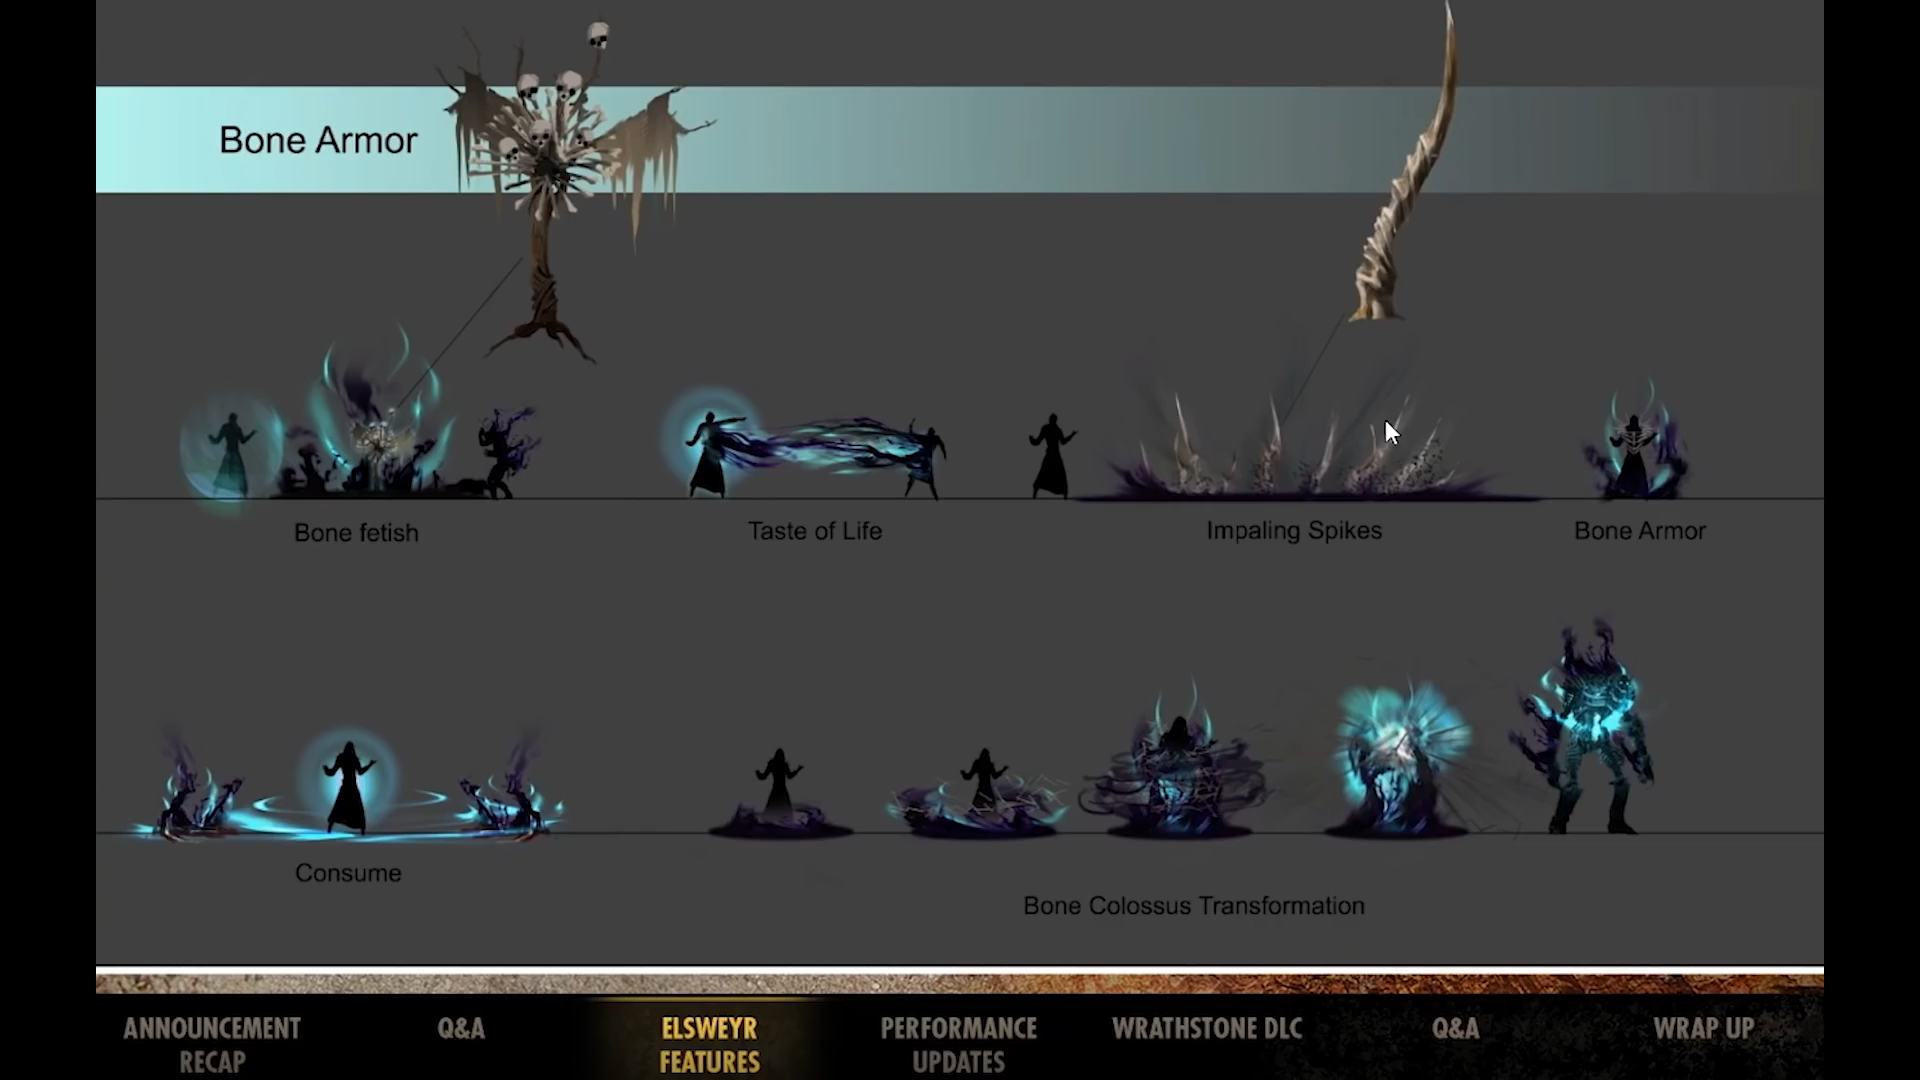 Bone Armor
Bone fetish
Taste of Life
Impaling Spikes
Bone Armor
Consume
Bone Colossus Transformation
ANNOUNCEMENT
RECAP
Q&A
ELSWEYR
FEATURES
PERFORMANCE
UPDATES
WRATHSTONE DLC
Q&A
WRAP UP